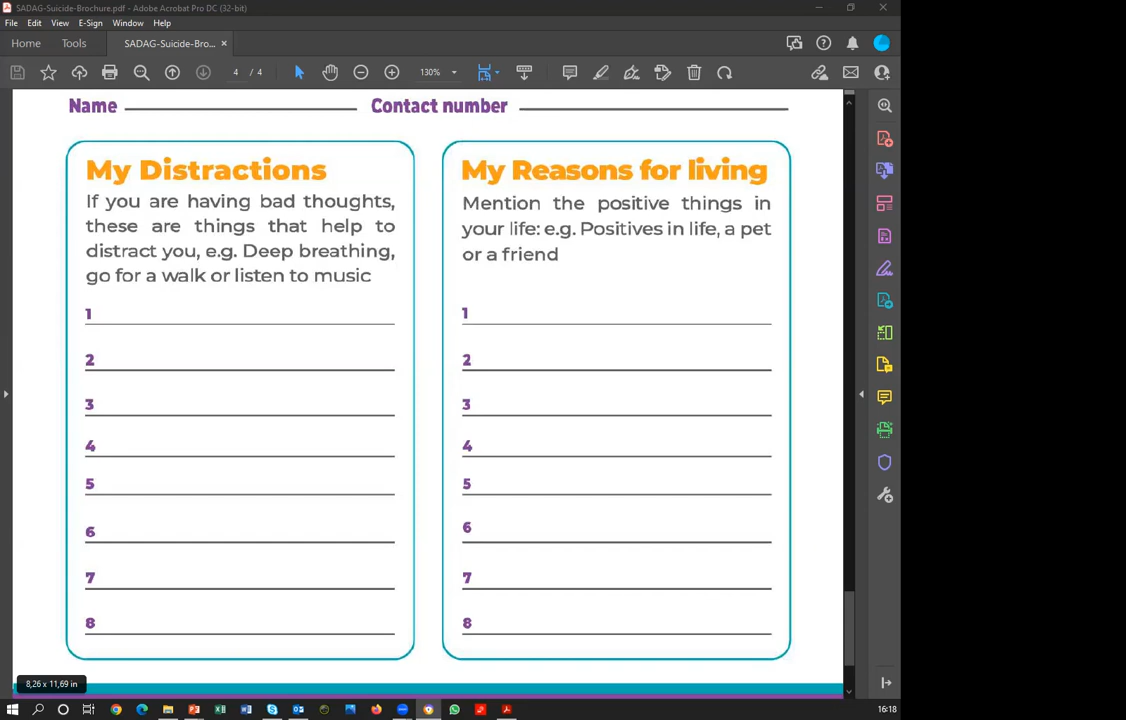 SADAG-Suicide-Brochure.pdf - Adobe Acrobat Pro DC (32-bit)
File Edit View E-Sign Window Help
Home Tools SADAG-Suicide-Bro... ×
4 / 4 130%
Name Contact number
My Distractions
If you are having bad thoughts,
these are things that help to
distract you, e.g. Deep breathing,
go for a walk or listen to music
1
2
3
4
5
6
7
8
My Reasons for living
Mention the positive things in
your life: e.g. Positives in life, a pet
or a friend
1
2
3
4
5
6
7
8
8,26 x 11,69 in
16:18